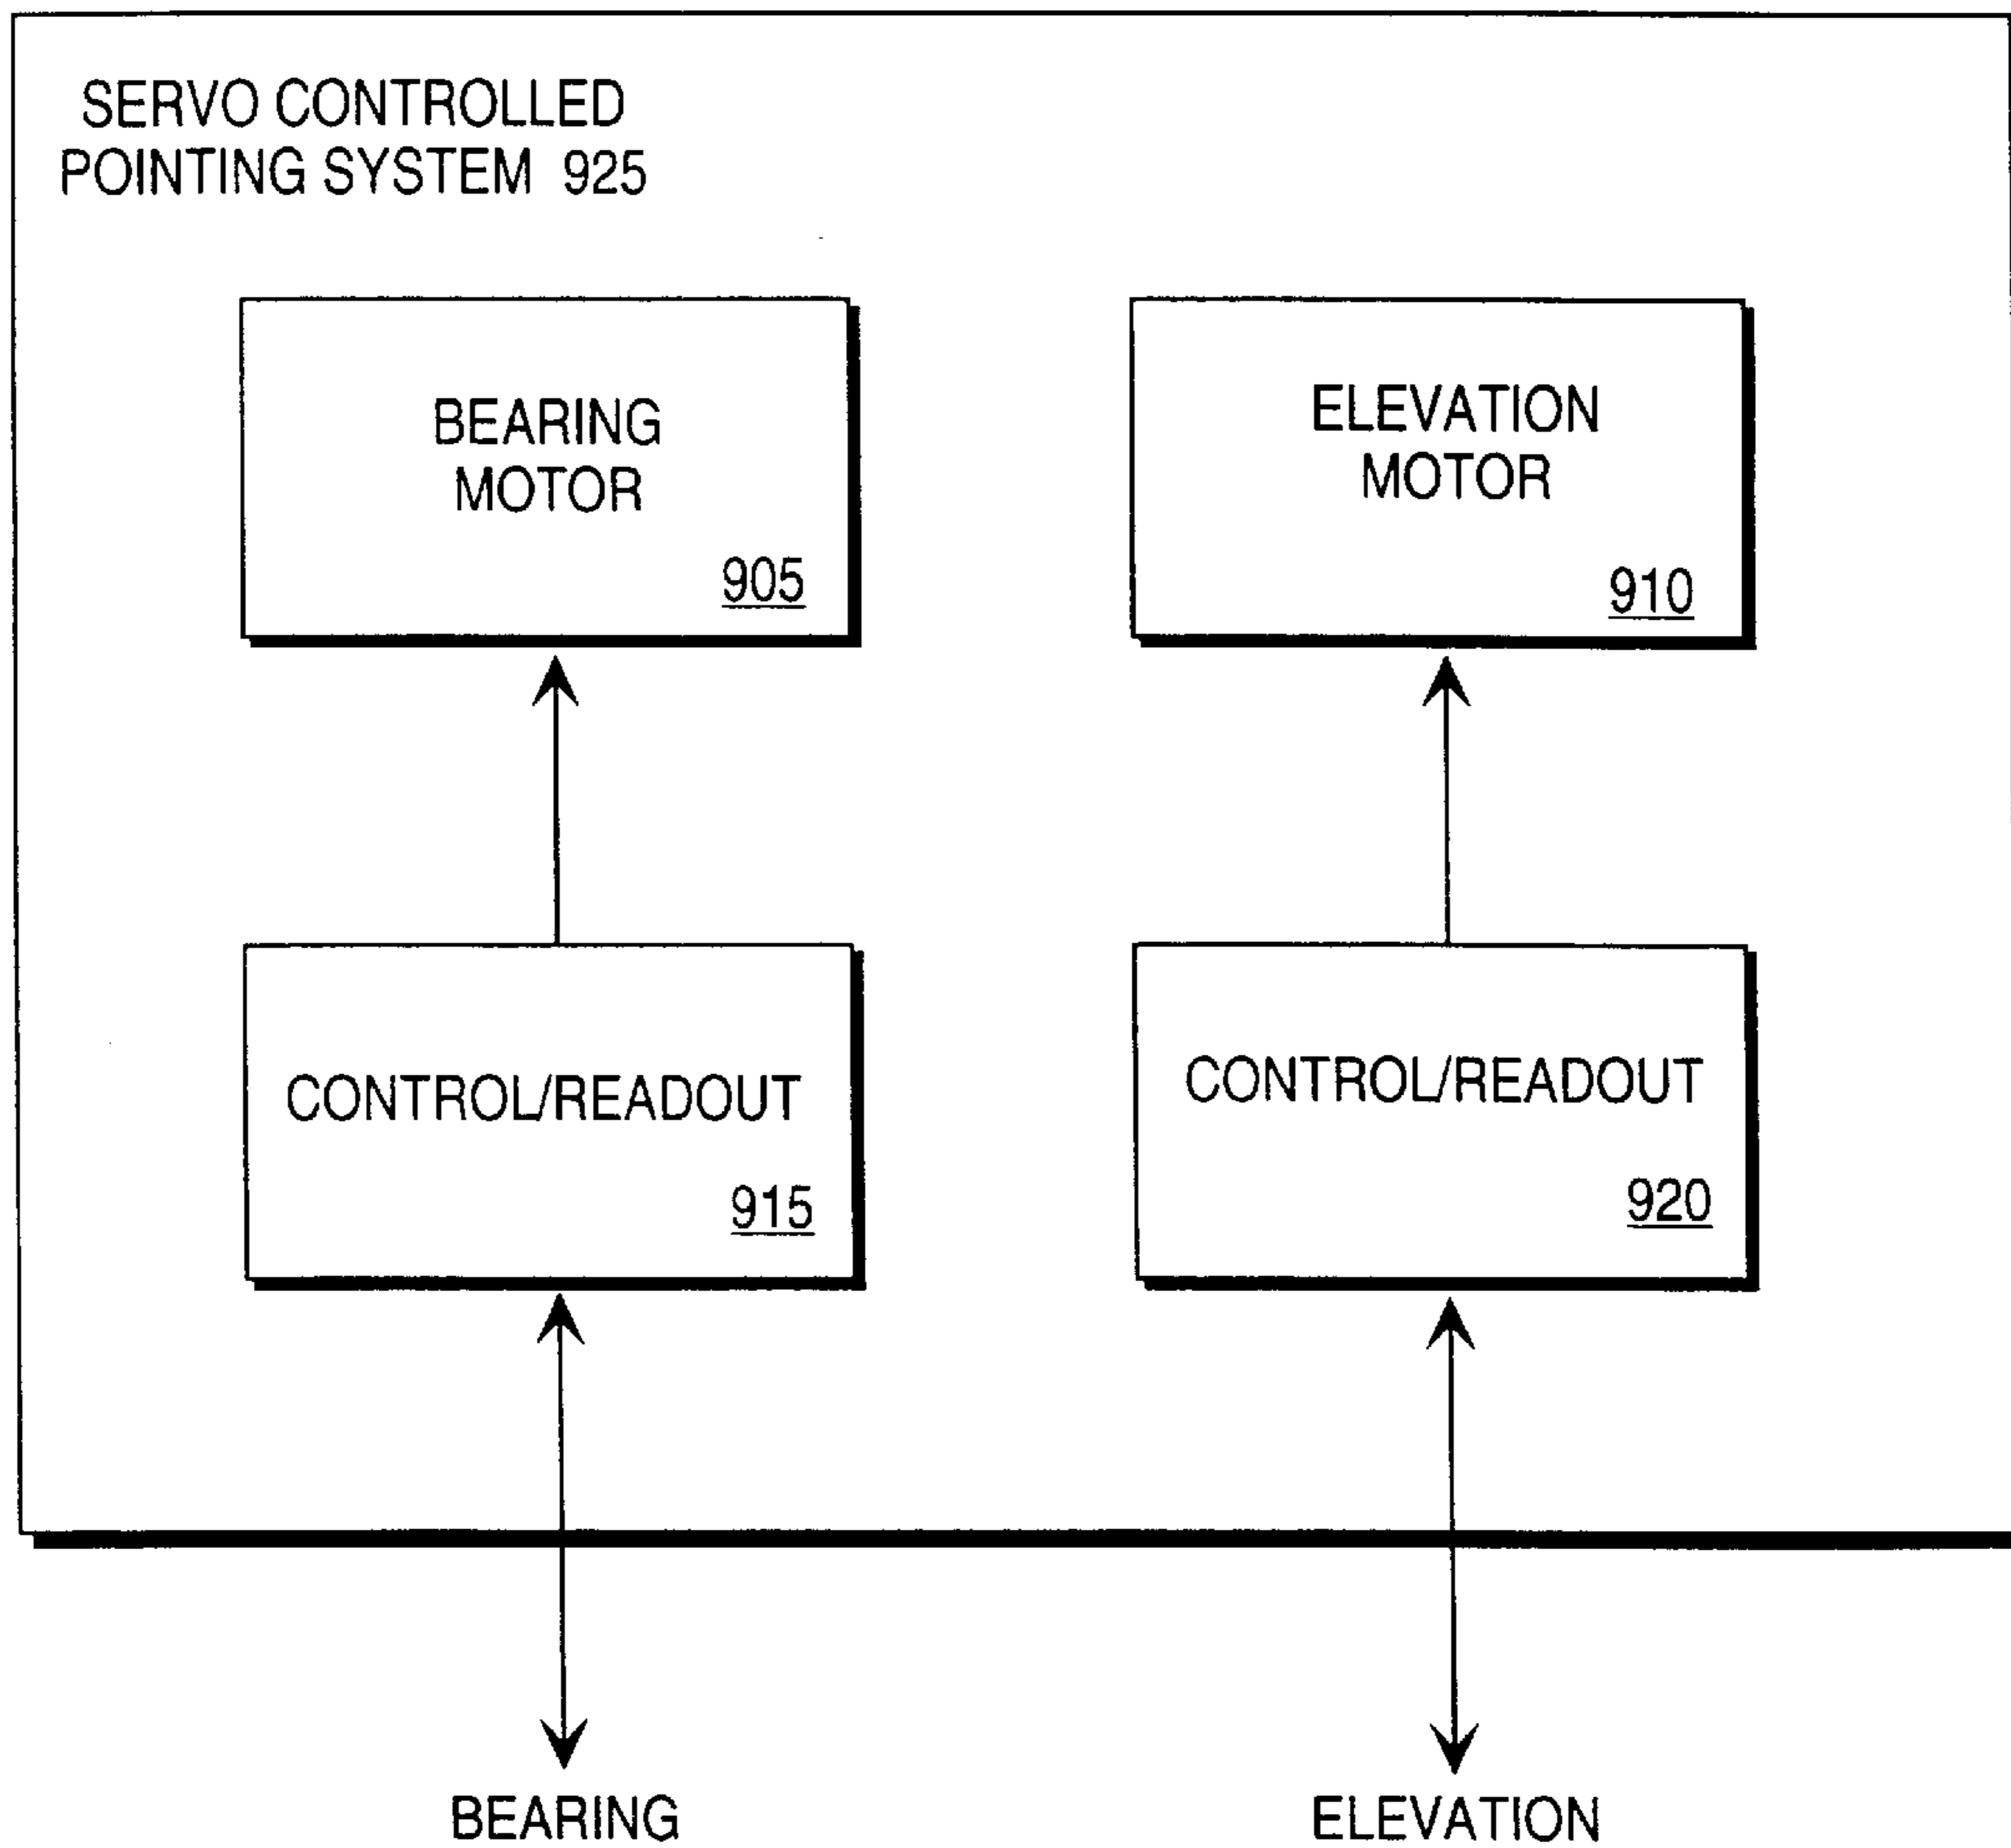 SERVO CONTROLLED
POINTING SYSTEM 925
BEARING
MOTOR
905
ELEVATION
MOTOR
910
CONTROL/READOUT
915
CONTROL/READOUT
920
BEARING
ELEVATION